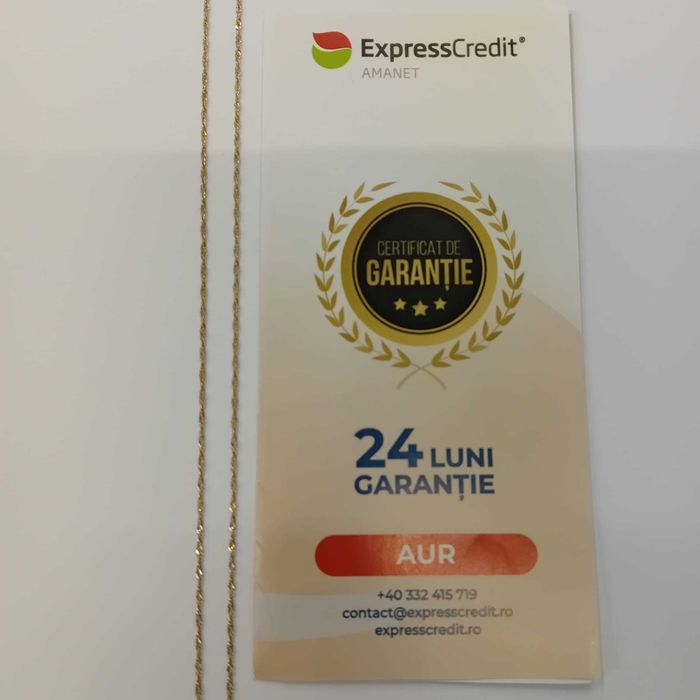 ExpressCredit®
AMANET
CERTIFICAT DE
GARANȚIE
24 LUNI
GARANȚIE
AUR
+40 332 415 719
contact@expresscredit.ro
expresscredit.ro